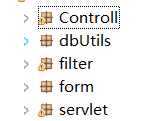 Controll
dbUtils
filter
form
servlet